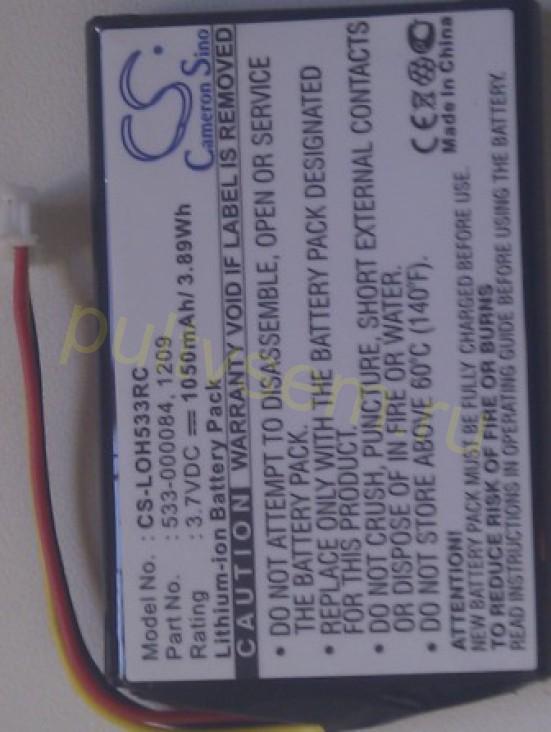 CS
Cameron Sino
Model No. : CS-LOH533RC
Part No. : 533-000084, 1209
Rating : 3.7VDC ⎓ 1050mAh/ 3.89Wh
Lithium-ion Battery Pack
CAUTION WARRANTY VOID IF LABEL IS REMOVED
• DO NOT ATTEMPT TO DISASSEMBLE, OPEN OR SERVICE
THE BATTERY PACK.
• REPLACE ONLY WITH THE BATTERY PACK DESIGNATED
FOR THIS PRODUCT.
• DO NOT CRUSH, PUNCTURE, SHORT EXTERNAL CONTACTS
OR DISPOSE OF IN FIRE OR WATER.
• DO NOT STORE ABOVE 60°C (140°F).
CE
Made In China
ATTENTION!
NEW BATTERY PACK MUST BE FULLY CHARGED BEFORE USE.
TO REDUCE RISK OF FIRE OR BURNS
READ INSTRUCTIONS IN OPERATING GUIDE BEFORE USING THE BATTERY.
pultvsem.ru